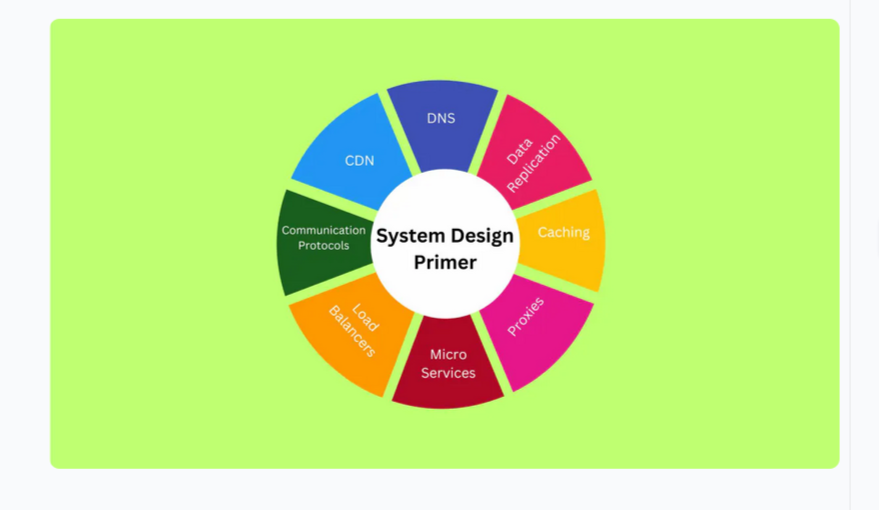 DNS
Data
Replication
Caching
Proxies
Micro
Services
Load
Balancers
Communication
Protocols
CDN
System Design
Primer